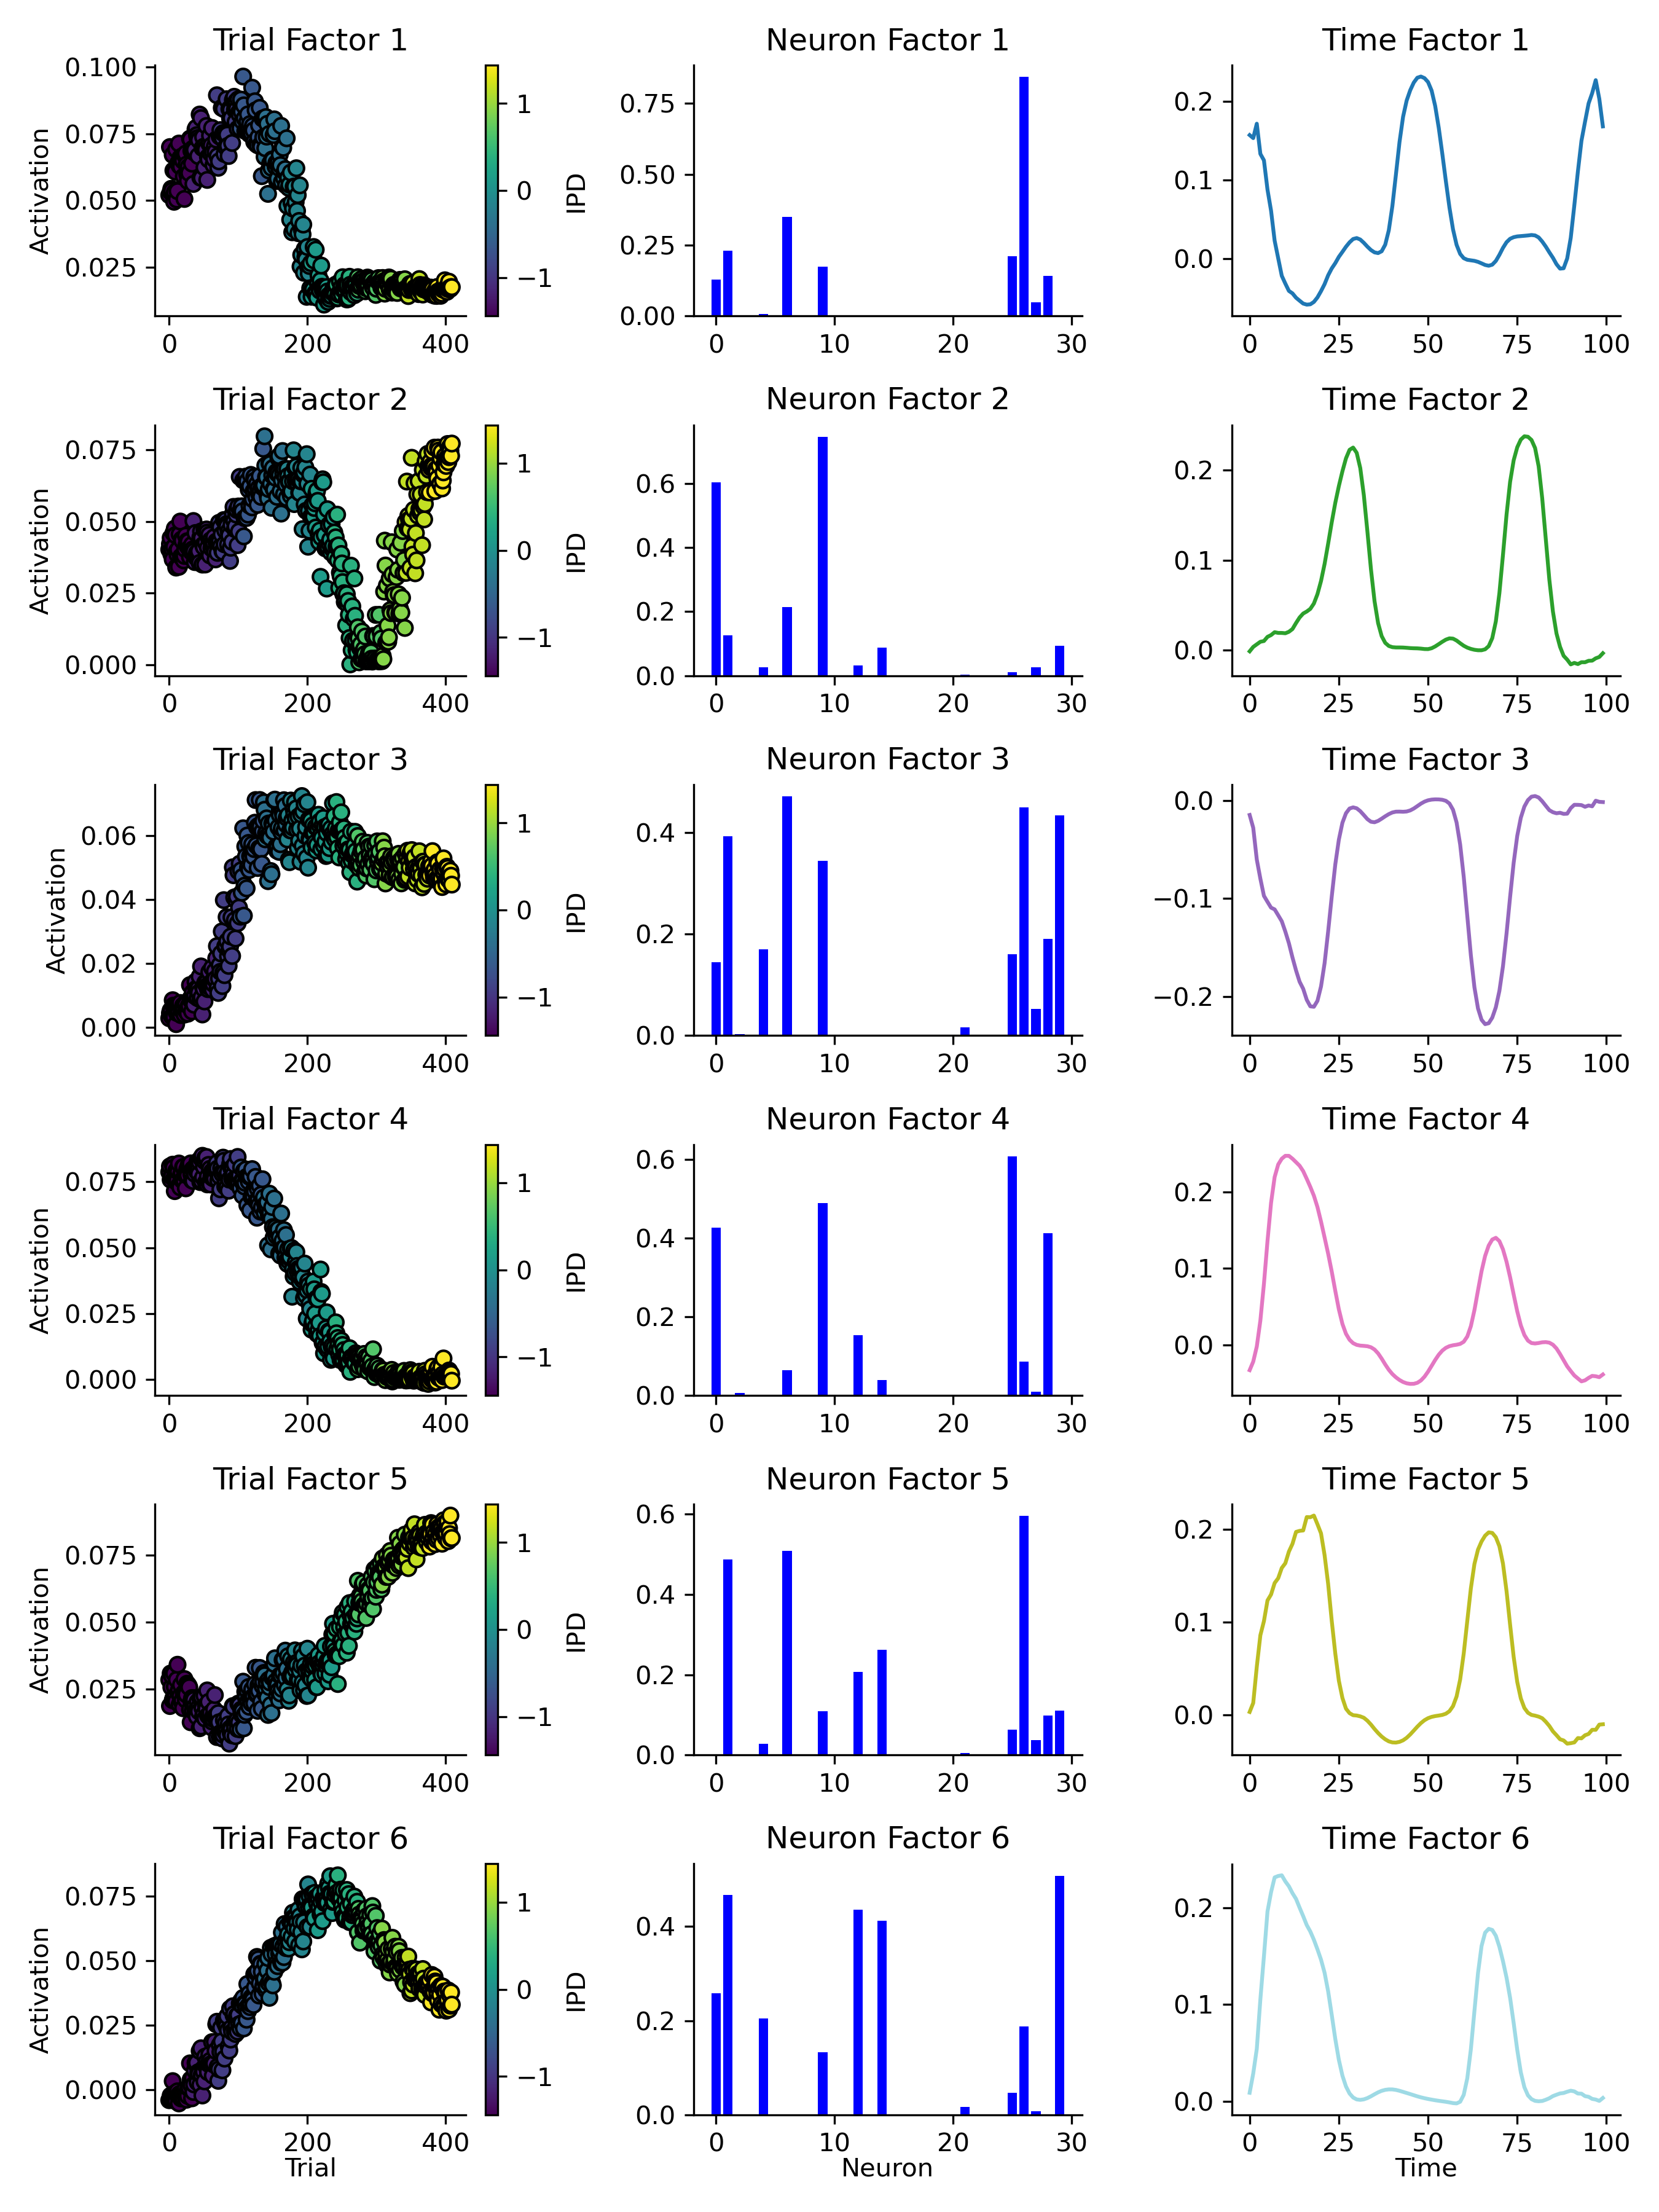 Trial Factor 1
Neuron Factor 1
Time Factor 1
Activation
0.100
0.075
0.050
0.025
0 200 400
1
0
−1
IPD
0.75
0.50
0.25
0.00
0 10 20 30
0.2
0.1
0.0
0 25 50 75 100
Trial Factor 2
Neuron Factor 2
Time Factor 2
Activation
0.075
0.050
0.025
0.000
0 200 400
1
0
−1
IPD
0.6
0.4
0.2
0.0
0 10 20 30
0.2
0.1
0.0
0 25 50 75 100
Trial Factor 3
Neuron Factor 3
Time Factor 3
Activation
0.06
0.04
0.02
0.00
0 200 400
1
0
−1
IPD
0.4
0.2
0.0
0 10 20 30
0.0
−0.1
−0.2
0 25 50 75 100
Trial Factor 4
Neuron Factor 4
Time Factor 4
Activation
0.075
0.050
0.025
0.000
0 200 400
1
0
−1
IPD
0.6
0.4
0.2
0.0
0 10 20 30
0.2
0.1
0.0
0 25 50 75 100
Trial Factor 5
Neuron Factor 5
Time Factor 5
Activation
0.075
0.050
0.025
0 200 400
1
0
−1
IPD
0.6
0.4
0.2
0.0
0 10 20 30
0.2
0.1
0.0
0 25 50 75 100
Trial Factor 6
Neuron Factor 6
Time Factor 6
Activation
0.075
0.050
0.025
0.000
0 200 400
Trial
1
0
−1
IPD
0.4
0.2
0.0
0 10 20 30
Neuron
0.2
0.1
0.0
0 25 50 75 100
Time